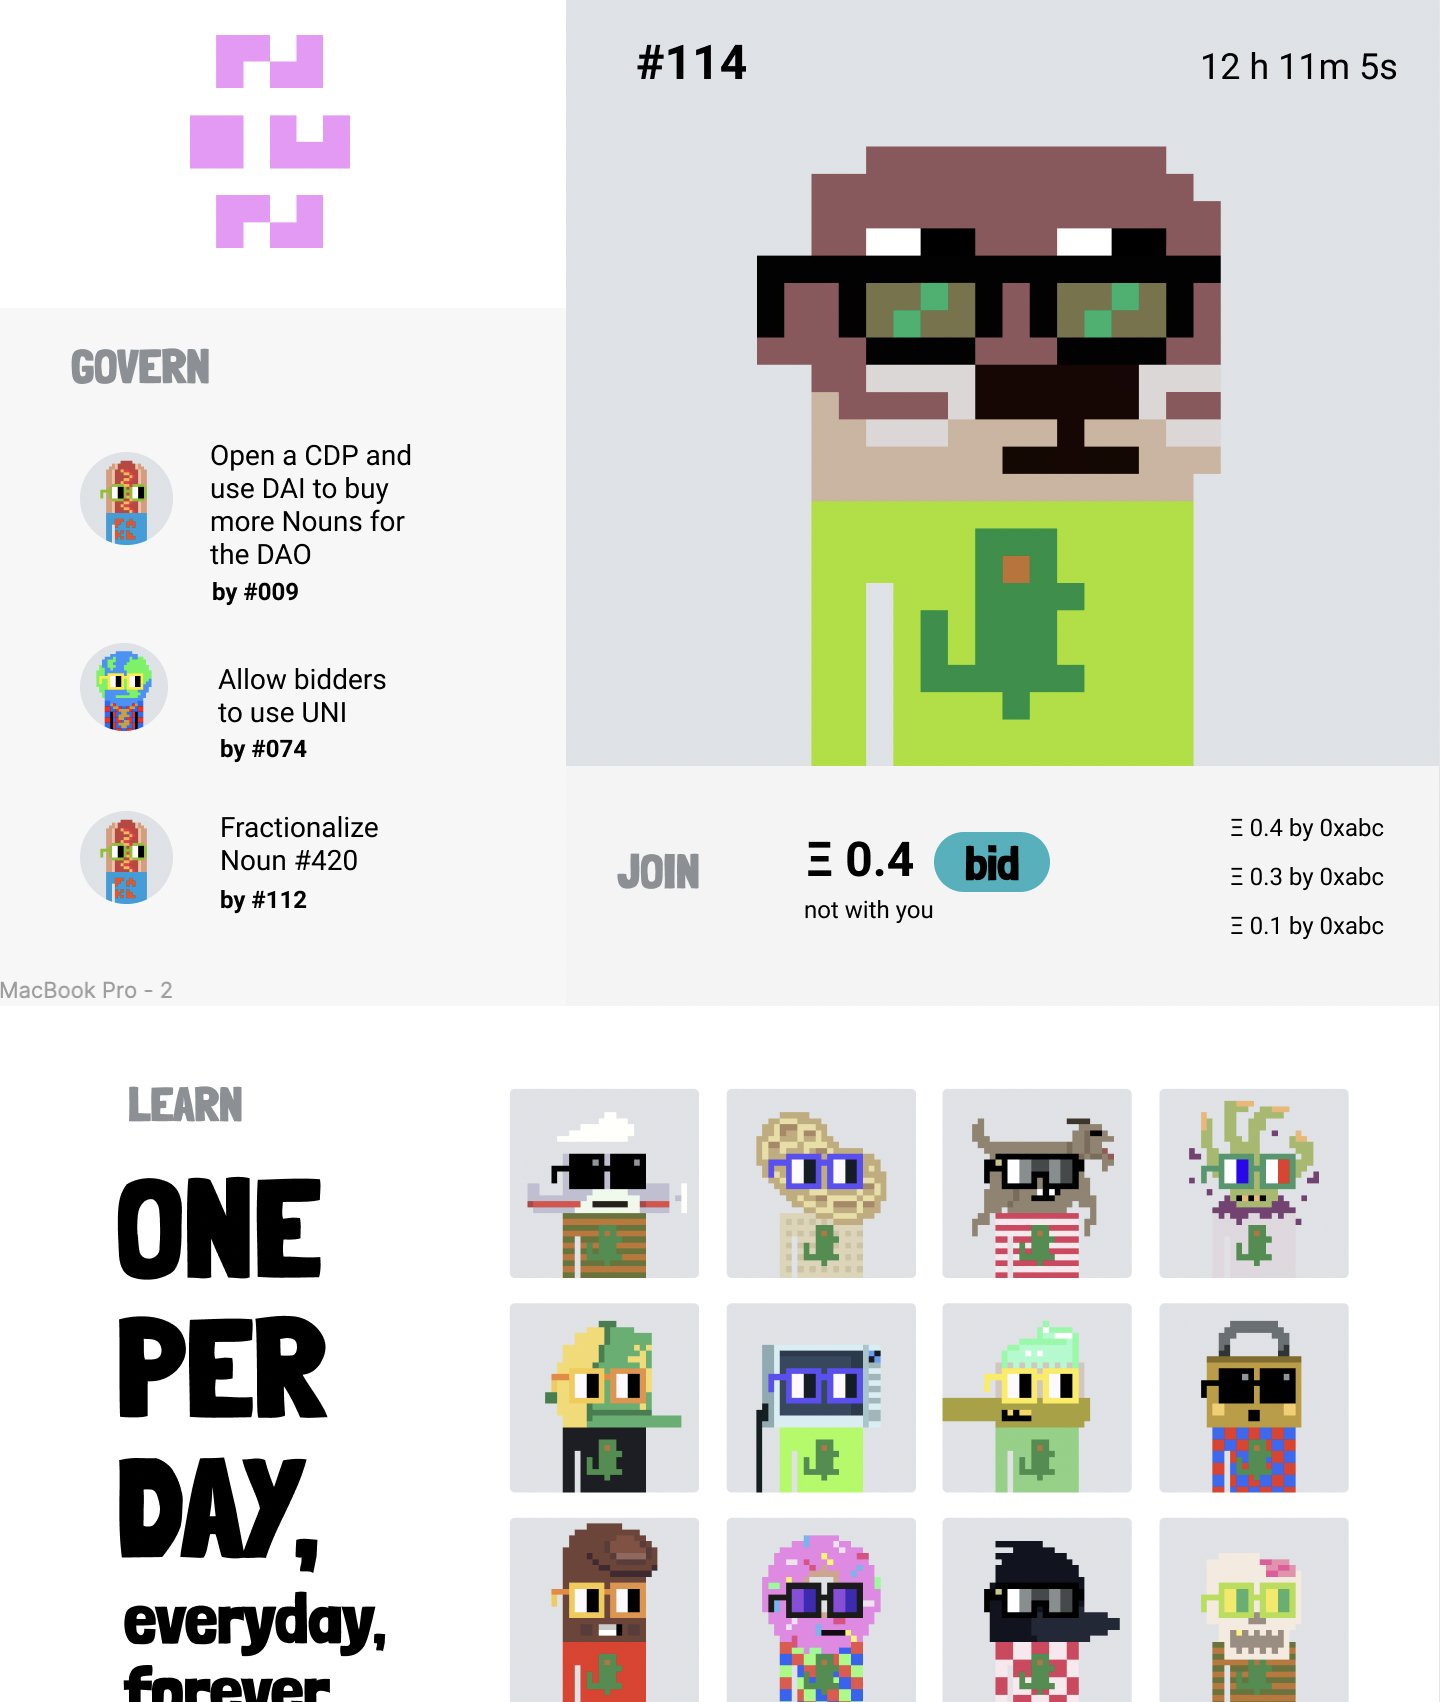 #114
12 h 11m 5s
GOVERN
Open a CDP and
use DAI to buy
more Nouns for
the DAO
by #009
Allow bidders
to use UNI
by #074
Fractionalize
Noun #420
by #112
JOIN
Ξ 0.4
bid
not with you
Ξ 0.4 by 0xabc
Ξ 0.3 by 0xabc
Ξ 0.1 by 0xabc
MacBook Pro - 2
LEARN
ONE
PER
DAY,
everyday,
forever